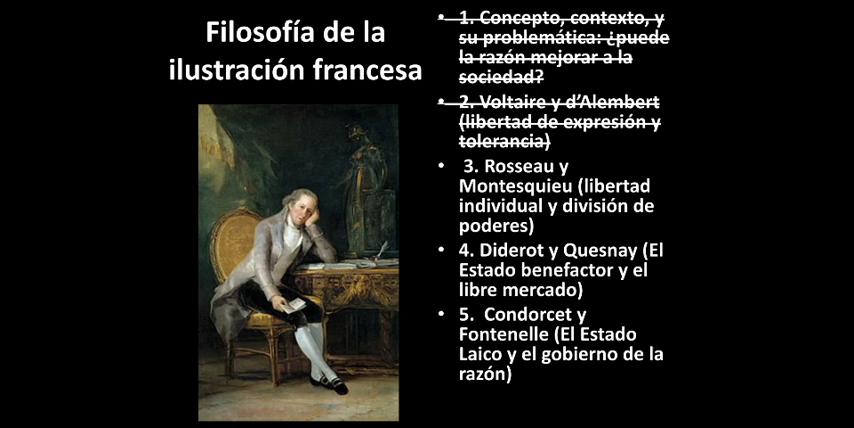 Filosofía de la
ilustración francesa
• 1. Concepto, contexto, y
su problemática: ¿puede
la razón mejorar a la
sociedad?
• 2. Voltaire y d’Alembert
(libertad de expresión y
tolerancia)
• 3. Rosseau y
Montesquieu (libertad
individual y división de
poderes)
• 4. Diderot y Quesnay (El
Estado benefactor y el
libre mercado)
• 5. Condorcet y
Fontenelle (El Estado
Laico y el gobierno de la
razón)